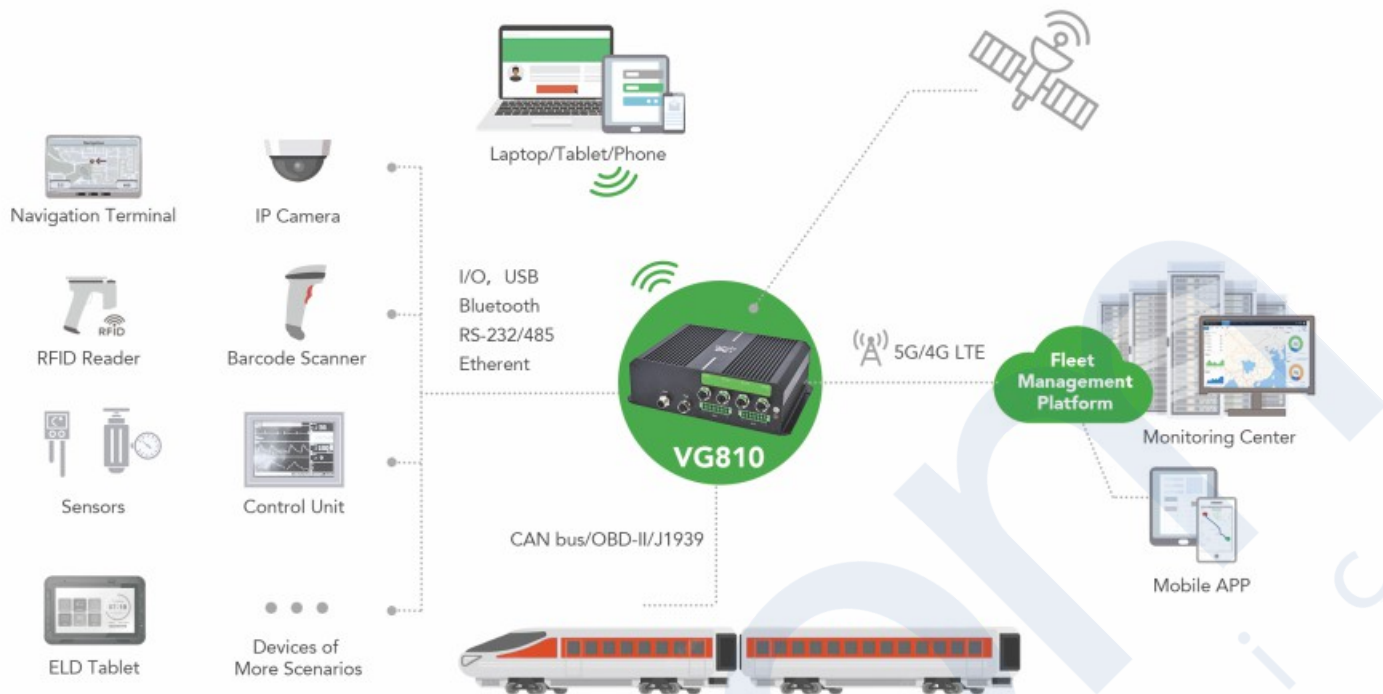 Laptop/Tablet/Phone
Navigation Terminal
IP Camera
I/O, USB
Bluetooth
RS-232/485
Etherent
RFID
RFID Reader
Barcode Scanner
5G/4G LTE
Fleet
Management
Platform
VG810
Monitoring Center
Sensors
Control Unit
CAN bus/OBD-II/J1939
Mobile APP
ELD Tablet
Devices of
More Scenarios